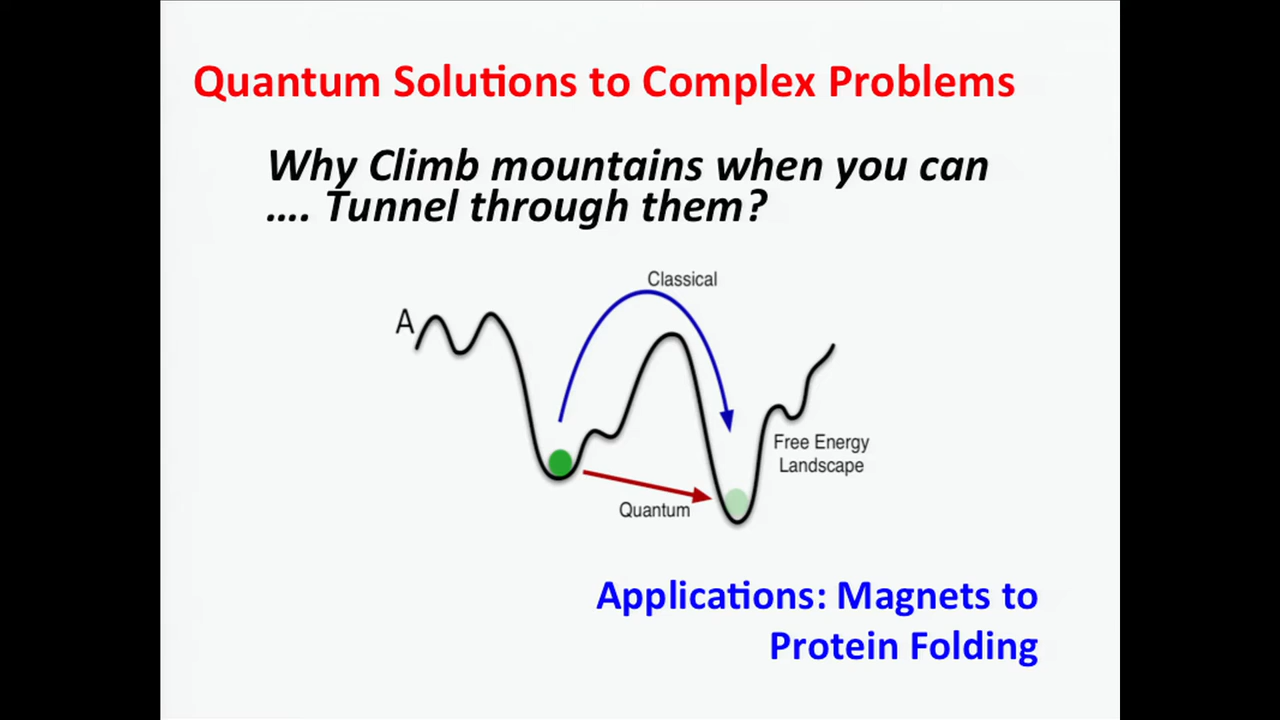 Quantum Solutions to Complex Problems
Why Climb mountains when you can
.... Tunnel through them?
Classical
A
Free Energy
Landscape
Quantum
Applications: Magnets to
Protein Folding